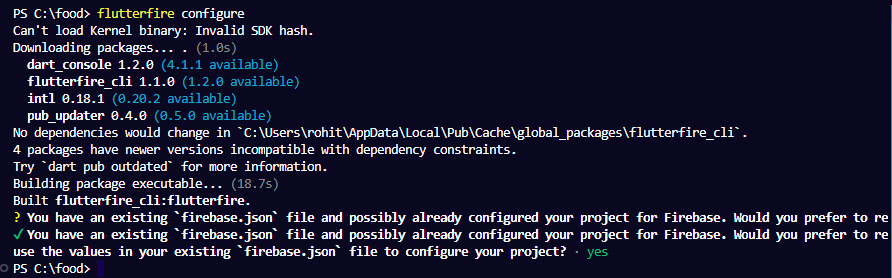 PS C:\food> flutterfire configure
Can't load Kernel binary: Invalid SDK hash.
Downloading packages... . (1.0s)
  dart_console 1.2.0 (4.1.1 available)
  flutterfire_cli 1.1.0 (1.2.0 available)
  intl 0.18.1 (0.20.2 available)
  pub_updater 0.4.0 (0.5.0 available)
No dependencies would change in `C:\Users\rohit\AppData\Local\Pub\Cache\global_packages\flutterfire_cli`.
4 packages have newer versions incompatible with dependency constraints.
Try `dart pub outdated` for more information.
Building package executable... (18.7s)
Built flutterfire_cli:flutterfire.
? You have an existing `firebase.json` file and possibly already configured your project for Firebase. Would you prefer to re
✔ You have an existing `firebase.json` file and possibly already configured your project for Firebase. Would you prefer to re
use the values in your existing `firebase.json` file to configure your project? · yes
PS C:\food>